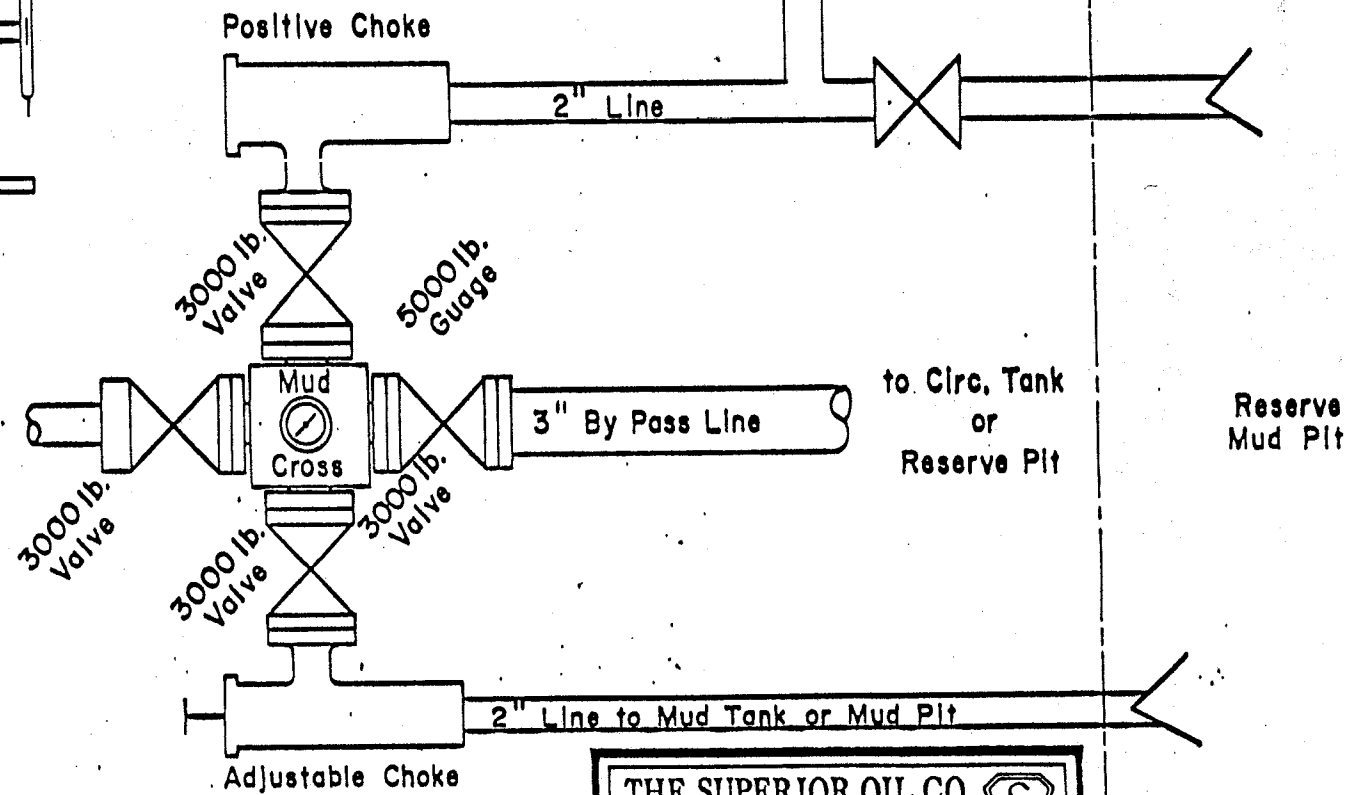 Positive Choke
2" Line
3000 lb.
Valve
5000 lb.
Guage
Mud
Cross
3" By Pass Line
to Circ, Tank
or
Reserve Pit
Reserve
Mud Pit
3000 lb.
Valve
3000 lb.
Valve
3000 lb.
Valve
2" Line to Mud Tank or Mud Pit
Adjustable Choke
THE SUPERIOR OIL CO